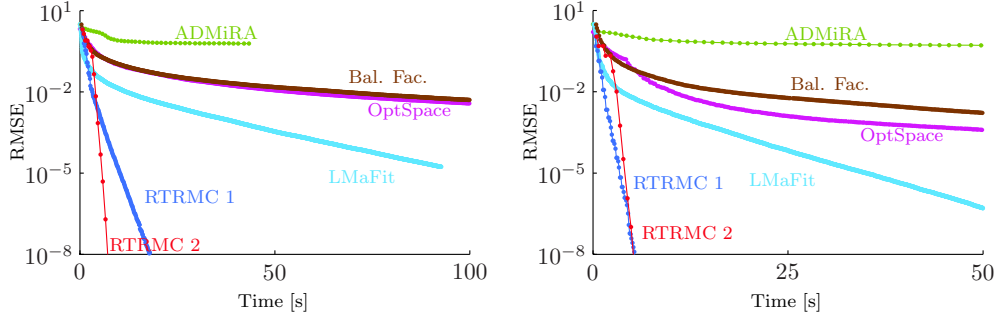 RMSE
10^1
10^-2
10^-5
10^-8
ADMiRA
Bal. Fac.
OptSpace
LMaFit
RTRMC 1
RTRMC 2
0
50
100
Time [s]
RMSE
10^1
10^-2
10^-5
10^-8
ADMiRA
Bal. Fac.
OptSpace
LMaFit
RTRMC 1
RTRMC 2
0
25
50
Time [s]